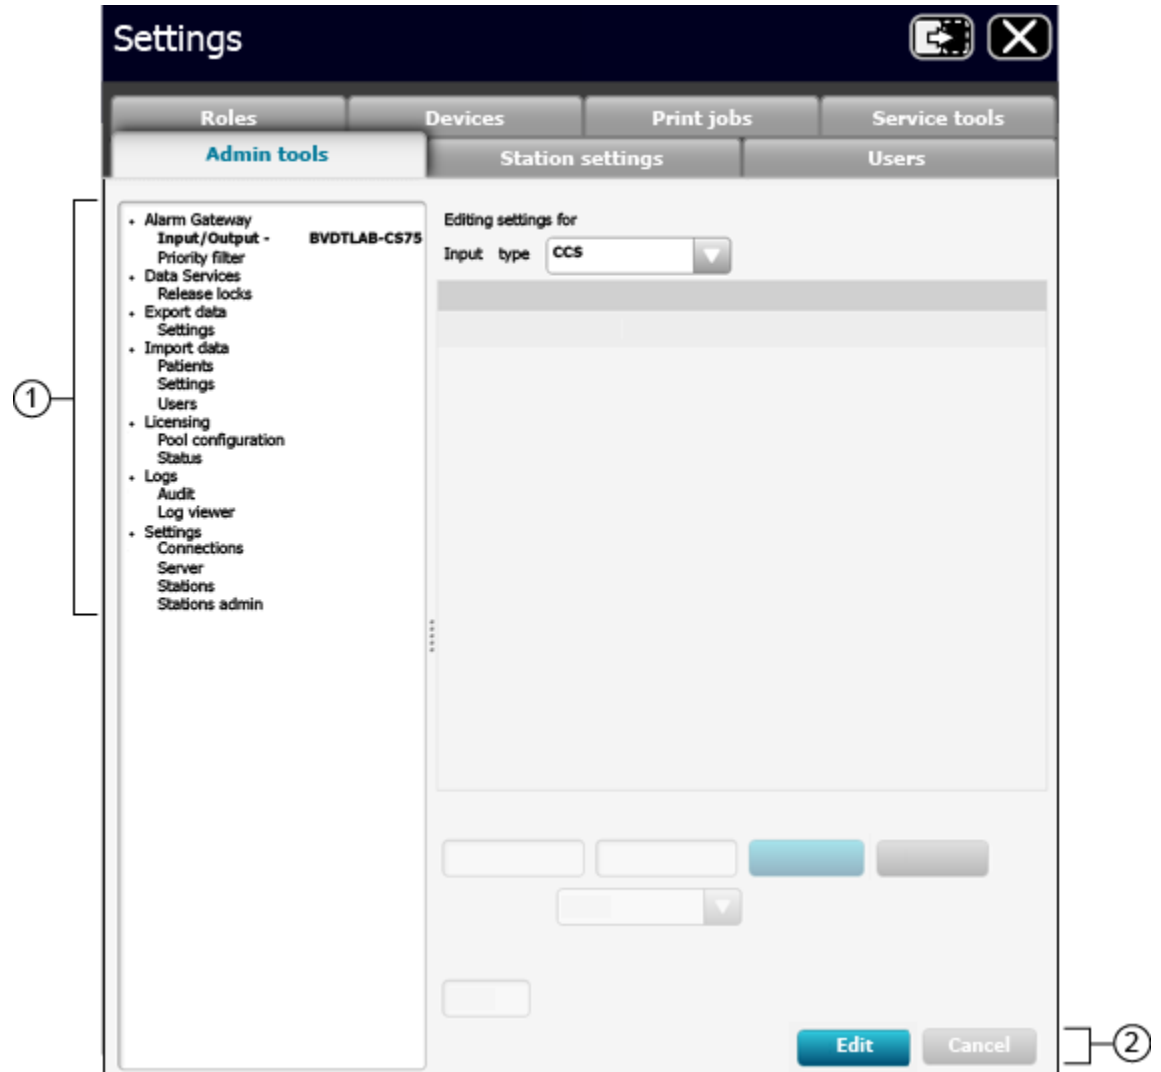 Settings
Roles Devices Print jobs Service tools
Admin tools Station settings Users
Alarm Gateway
Input/Output - BVDTLAB-CS75
Priority filter
Data Services
Release locks
Export data
Settings
Import data
Patients
Settings
Users
Licensing
Pool configuration
Status
Logs
Audit
Log viewer
Settings
Connections
Server
Stations
Stations admin
Editing settings for
Input type CCS
Edit Cancel
1
2